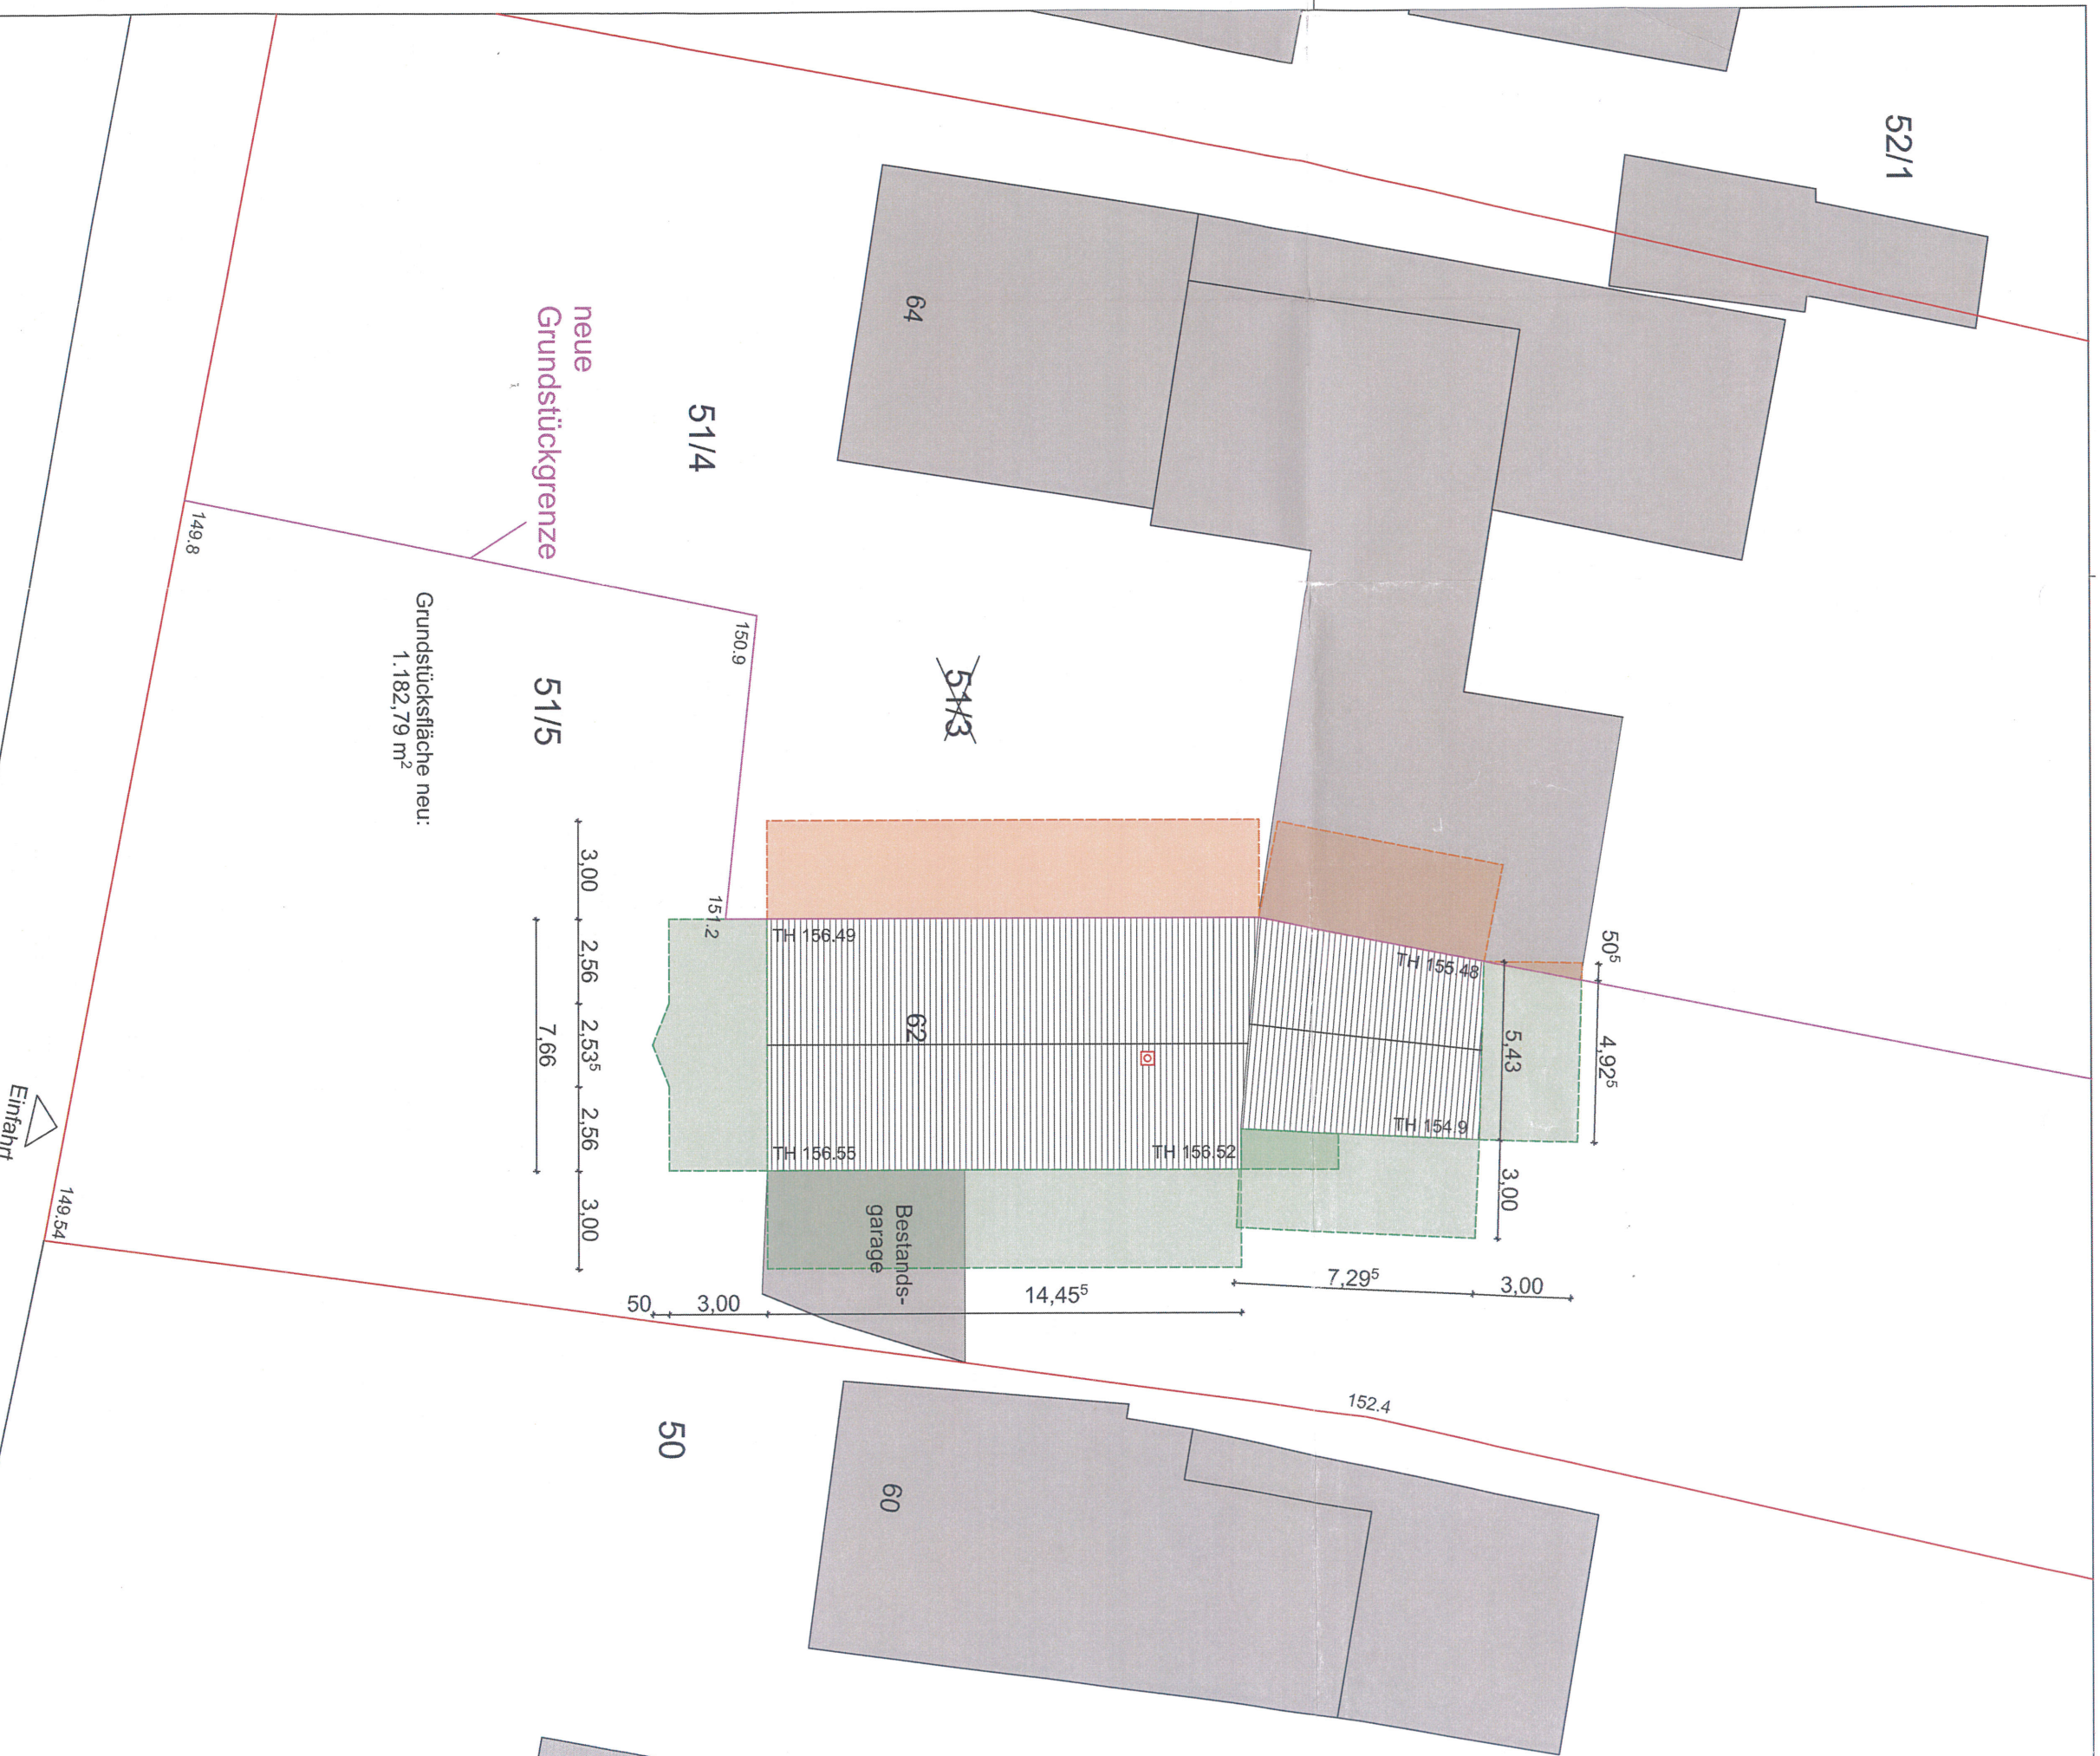 52/1
64
neue
Grundstückgrenze
51/4
149.8
150.9
Grundstücksfläche neu:
1.182,79 m²
51/5
51/3
151.2
3,00
2,56
2,53⁵
2,56
3,00
7,66
TH 156.49
TH 155.48
62
TH 156.55
TH 156.52
TH 154.9
50⁵
4,92⁵
5,43
3,00
Bestands-
garage
7,29⁵
3,00
14,45⁵
3,00
50
Einfahrt
149.54
152.4
50
60